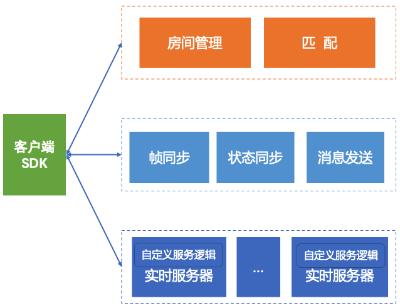 房间管理
匹 配
客户端
SDK
帧同步
状态同步
消息发送
自定义服务逻辑
实时服务器
...
自定义服务逻辑
实时服务器